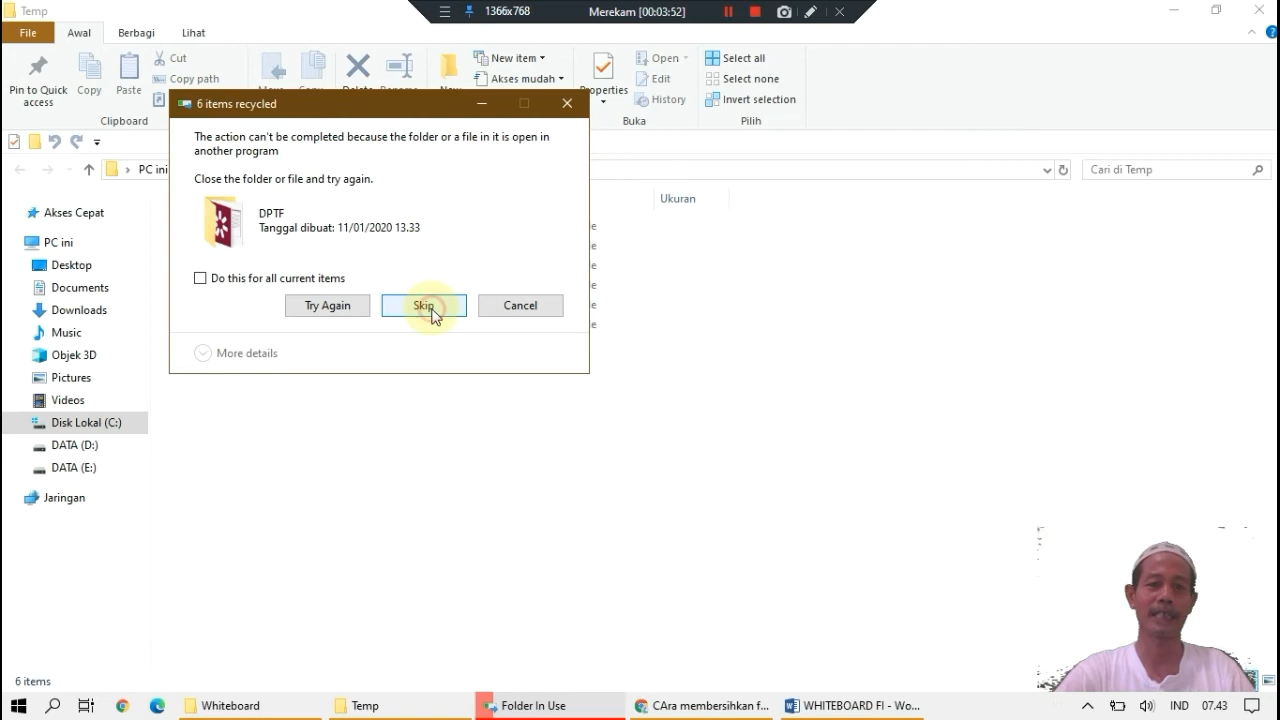 Temp
1366x768
Merekam [00:03:52]
File
Awal
Berbagi
Lihat
Pin to Quick access
Copy
Paste
Cut
Copy path
Clipboard
New item
Akses mudah
Properties
Open
Edit
History
Buka
Select all
Select none
Invert selection
Pilih
PC ini
Cari di Temp
Ukuran
6 items recycled
The action can't be completed because the folder or a file in it is open in
another program
Close the folder or file and try again.
DPTF
Tanggal dibuat: 11/01/2020 13.33
Do this for all current items
Try Again
Skip
Cancel
More details
Akses Cepat
PC ini
Desktop
Documents
Downloads
Music
Objek 3D
Pictures
Videos
Disk Lokal (C:)
DATA (D:)
DATA (E:)
Jaringan
6 items
Whiteboard
Temp
Folder In Use
CAra membersihkan f...
WHITEBOARD FI - Wo...
IND
07.43